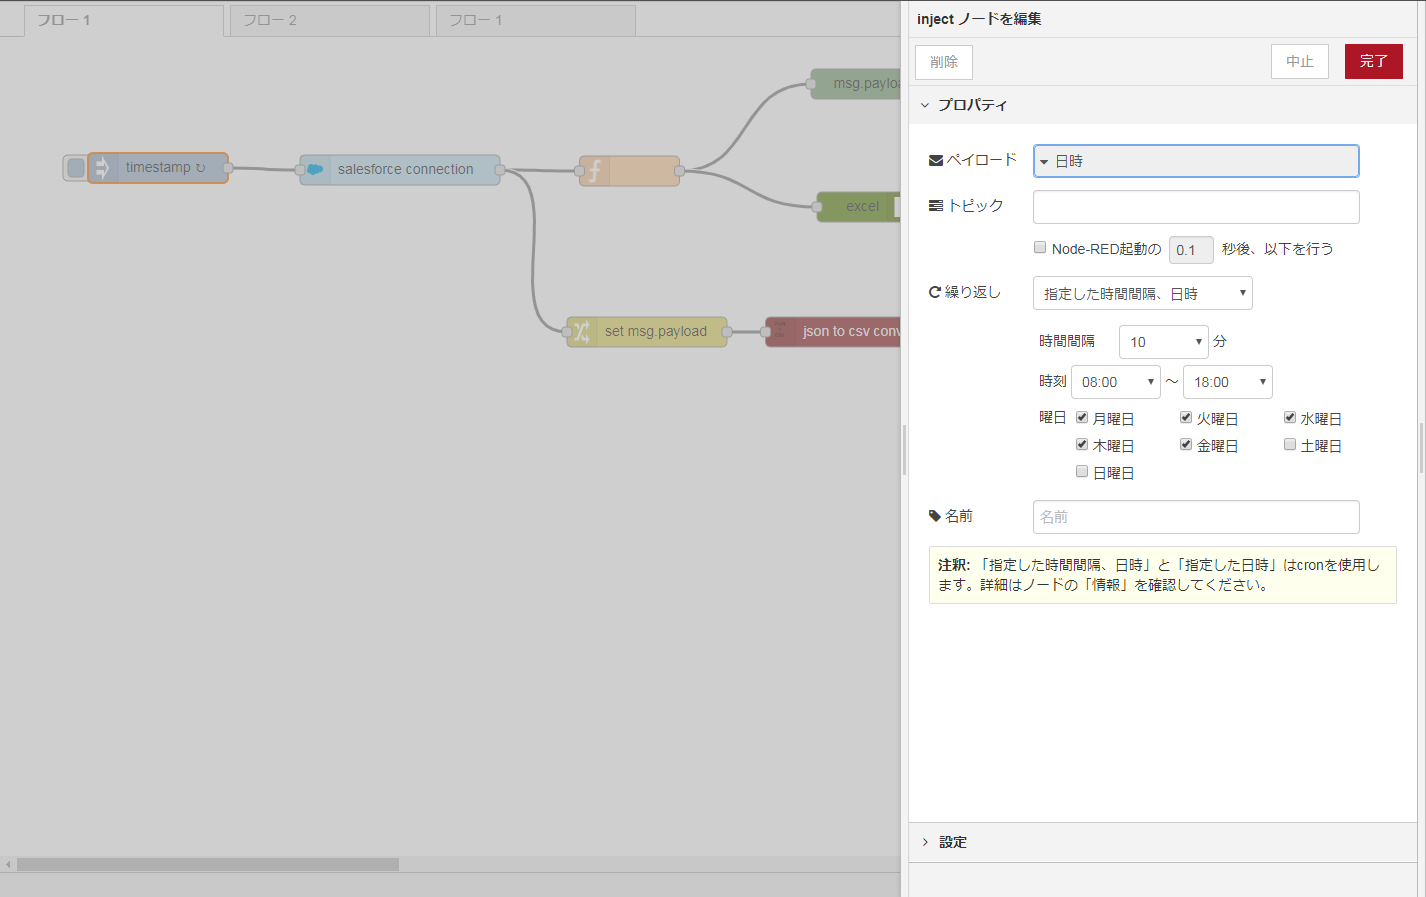 フロー 1
フロー 2
フロー 1
inject ノードを編集
削除
中止
完了
プロパティ
msg.paylo
timestamp ↻
salesforce connection
excel
set msg.payload
json to csv conv
ペイロード
日時
トピック
Node-RED起動の 0.1 秒後、以下を行う
繰り返し
指定した時間間隔、日時
時間間隔 10 分
時刻 08:00 ～ 18:00
曜日 月曜日 火曜日 水曜日
木曜日 金曜日 土曜日
日曜日
名前
名前
注釈: 「指定した時間間隔、日時」と「指定した日時」はcronを使用し
ます。詳細はノードの「情報」を確認してください。
設定